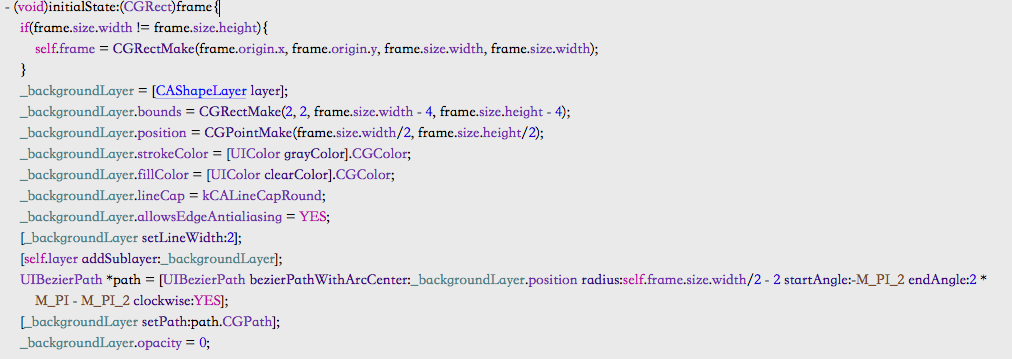 - (void)initialState:(CGRect)frame{
if(frame.size.width != frame.size.height){
self.frame = CGRectMake(frame.origin.x, frame.origin.y, frame.size.width, frame.size.width);
}
_backgroundLayer = [CAShapeLayer layer];
_backgroundLayer.bounds = CGRectMake(2, 2, frame.size.width - 4, frame.size.height - 4);
_backgroundLayer.position = CGPointMake(frame.size.width/2, frame.size.height/2);
_backgroundLayer.strokeColor = [UIColor grayColor].CGColor;
_backgroundLayer.fillColor = [UIColor clearColor].CGColor;
_backgroundLayer.lineCap = kCALineCapRound;
_backgroundLayer.allowsEdgeAntialiasing = YES;
[_backgroundLayer setLineWidth:2];
[self.layer addSublayer:_backgroundLayer];
UIBezierPath *path = [UIBezierPath bezierPathWithArcCenter:_backgroundLayer.position radius:self.frame.size.width/2 - 2 startAngle:-M_PI_2 endAngle:2 *
M_PI - M_PI_2 clockwise:YES];
[_backgroundLayer setPath:path.CGPath];
_backgroundLayer.opacity = 0;